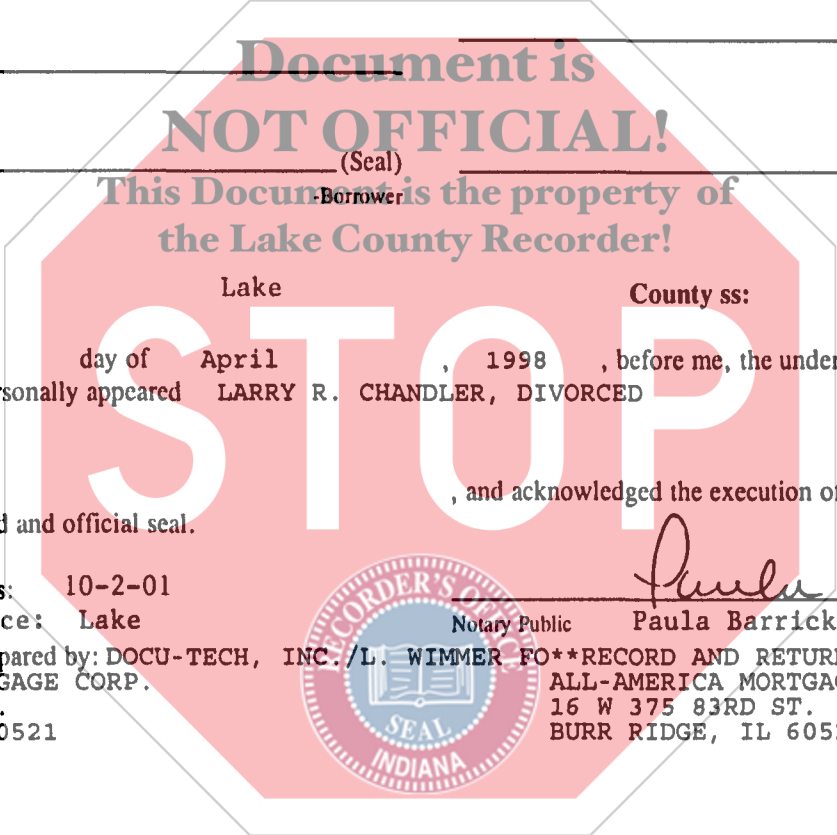 Document is
NOT OFFICIAL!
(Seal)
This Document is the property of
-Borrower
the Lake County Recorder!
Lake County ss:
STOP
day of April , 1998 , before me, the under
rsonally appeared LARRY R. CHANDLER, DIVORCED
, and acknowledged the execution of
d and official seal.
s: 10-2-01 Paula
ce: Lake Notary Public Paula Barrick
pared by: DOCU-TECH, INC./L. WIMMER FO**RECORD AND RETURN
GAGE CORP. ALL-AMERICA MORTGA
. 16 W 375 83RD ST.
0521 BURR RIDGE, IL 605
RECORDER'S OFFICE
SEAL
INDIANA